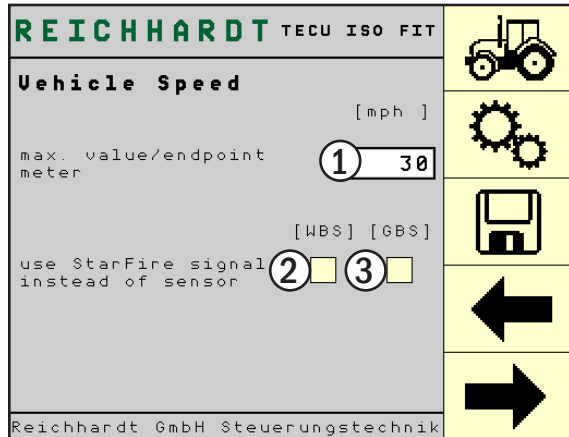 REICHHARDT TECU ISO FIT
Vehicle Speed
[mph ]
max. value/endpoint
meter
1
30
[WBS] [GBS]
use StarFire signal
instead of sensor
2 3
Reichhardt GmbH Steuerungstechnik